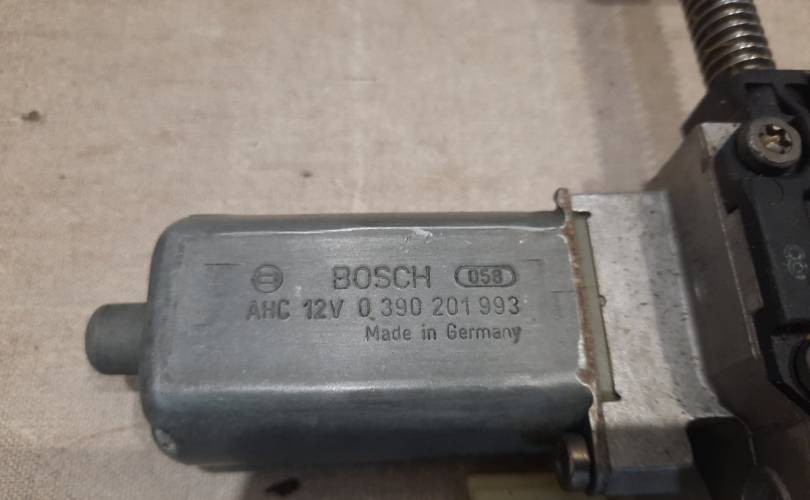 BOSCH 058
AHC 12V 0 390 201 993
Made in Germany